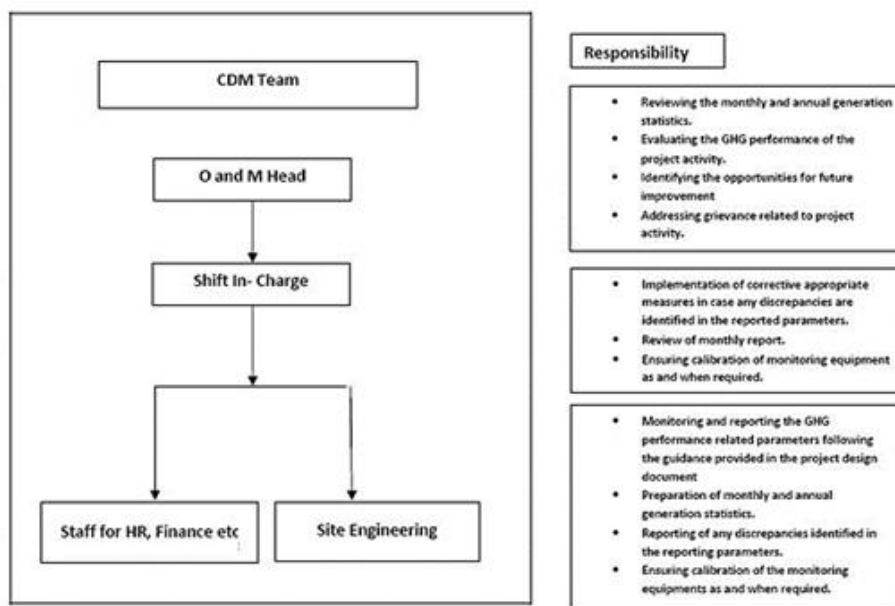 CDM Team
O and M Head
Shift In- Charge
Staff for HR, Finance etc
Site Engineering
Responsibility
• Reviewing the monthly and annual generation
statistics.
• Evaluating the GHG performance of the
project activity.
• Identifying the opportunities for future
improvement
• Addressing grievance related to project
activity.
• Implementation of corrective appropriate
measures in case any discrepancies are
identified in the reported parameters.
• Review of monthly report.
• Ensuring calibration of monitoring equipment
as and when required.
• Monitoring and reporting the GHG
performance related parameters following
the guidance provided in the project design
document
• Preparation of monthly and annual
generation statistics.
• Reporting of any discrepancies identified in
the reporting parameters.
• Ensuring calibration of the monitoring
equipments as and when required.